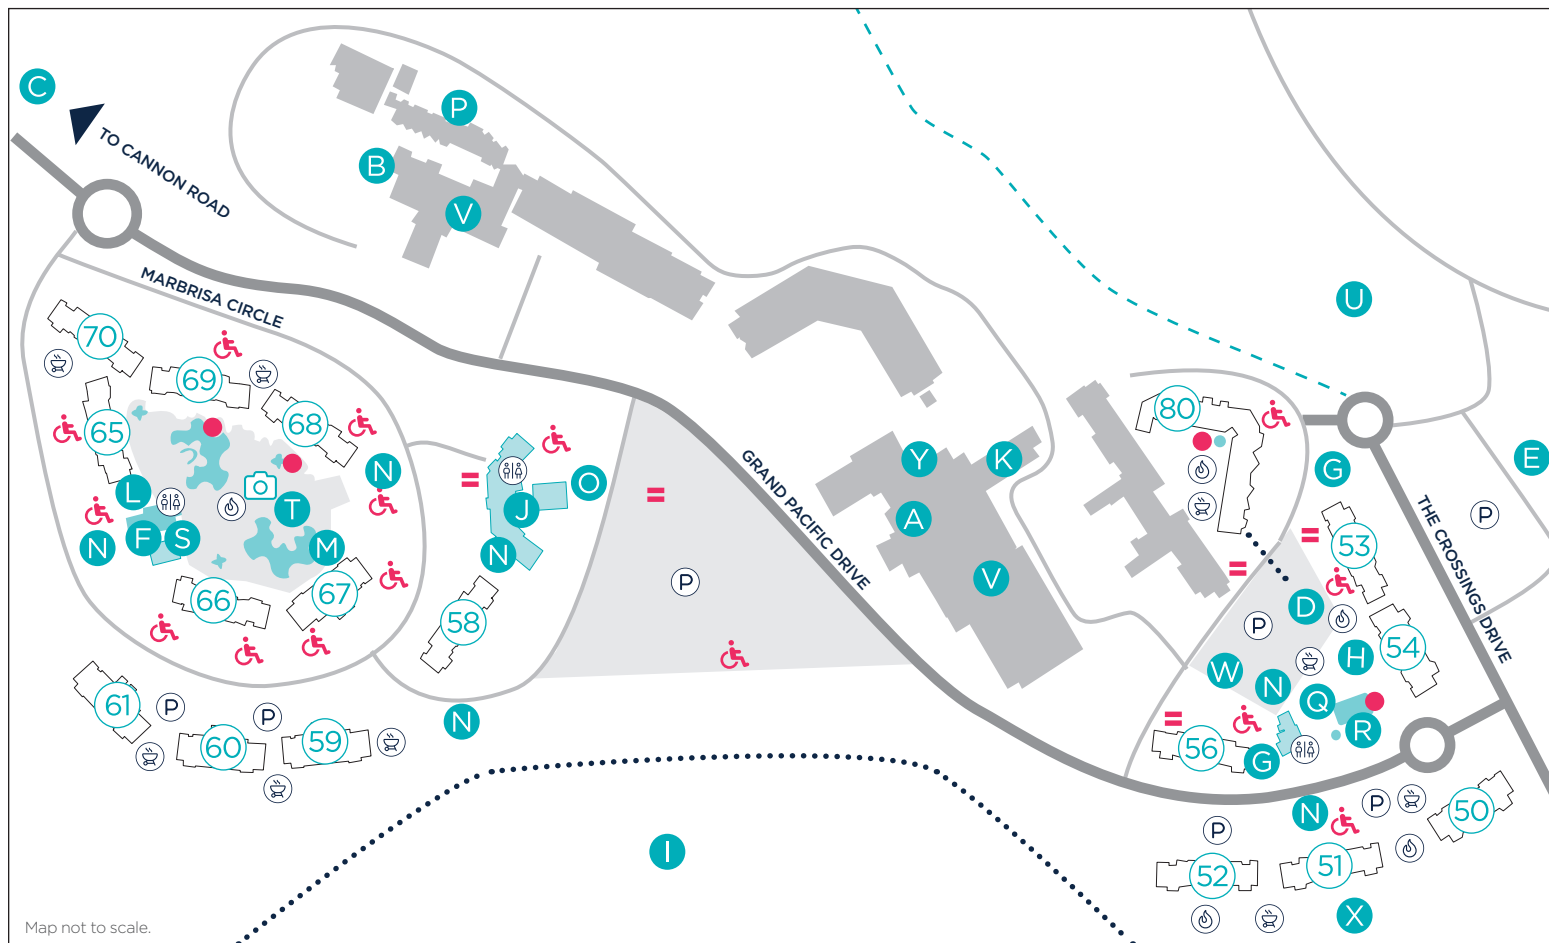 C
TO CANNON ROAD
P
B
V
MARBRISA CIRCLE
U
70
69
68
65
80
N
L
T
F
S
M
N
O
J
N
Y
K
A
V
GRAND PACIFIC DRIVE
G
E
P
THE CROSSINGS DRIVE
53
66
67
58
P
D
P
54
H
W
N
Q
R
61
P
P
60
59
N
56
G
N
P
50
P
52
51
I
X
Map not to scale.